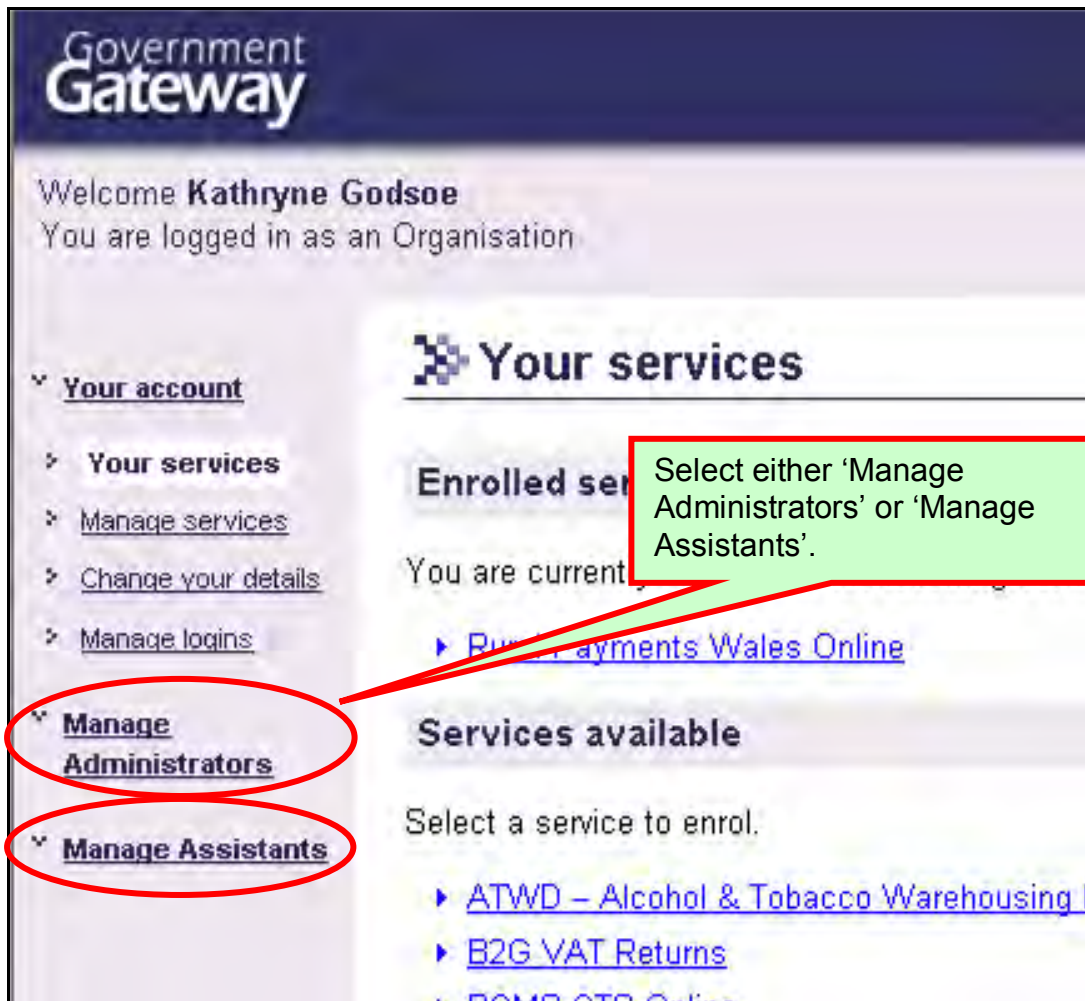 Government
Gateway
Welcome Kathryne Godsoe
You are logged in as an Organisation
Your account
Your services
Manage services
Change your details
Manage logins
Manage
Administrators
Manage Assistants
Your services
Enrolled
Select either ‘Manage
Administrators’ or ‘Manage
Assistants’.
You are
Payments Wales Online
Services available
Select a service to enrol.
ATWD – Alcohol & Tobacco Warehousing
B2G VAT Returns